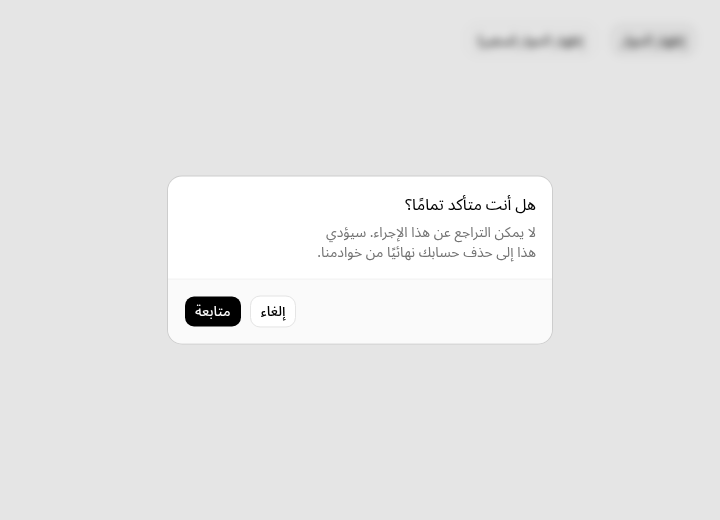 هل أنت متأكد تمامًا؟
لا يمكن التراجع عن هذا الإجراء. سيؤدي
هذا إلى حذف حسابك نهائيًا من خوادمنا.
إلغاء
متابعة